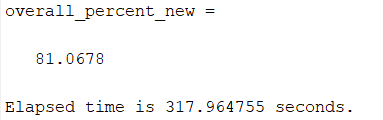 overall_percent_new =
81.0678
Elapsed time is 317.964755 seconds.